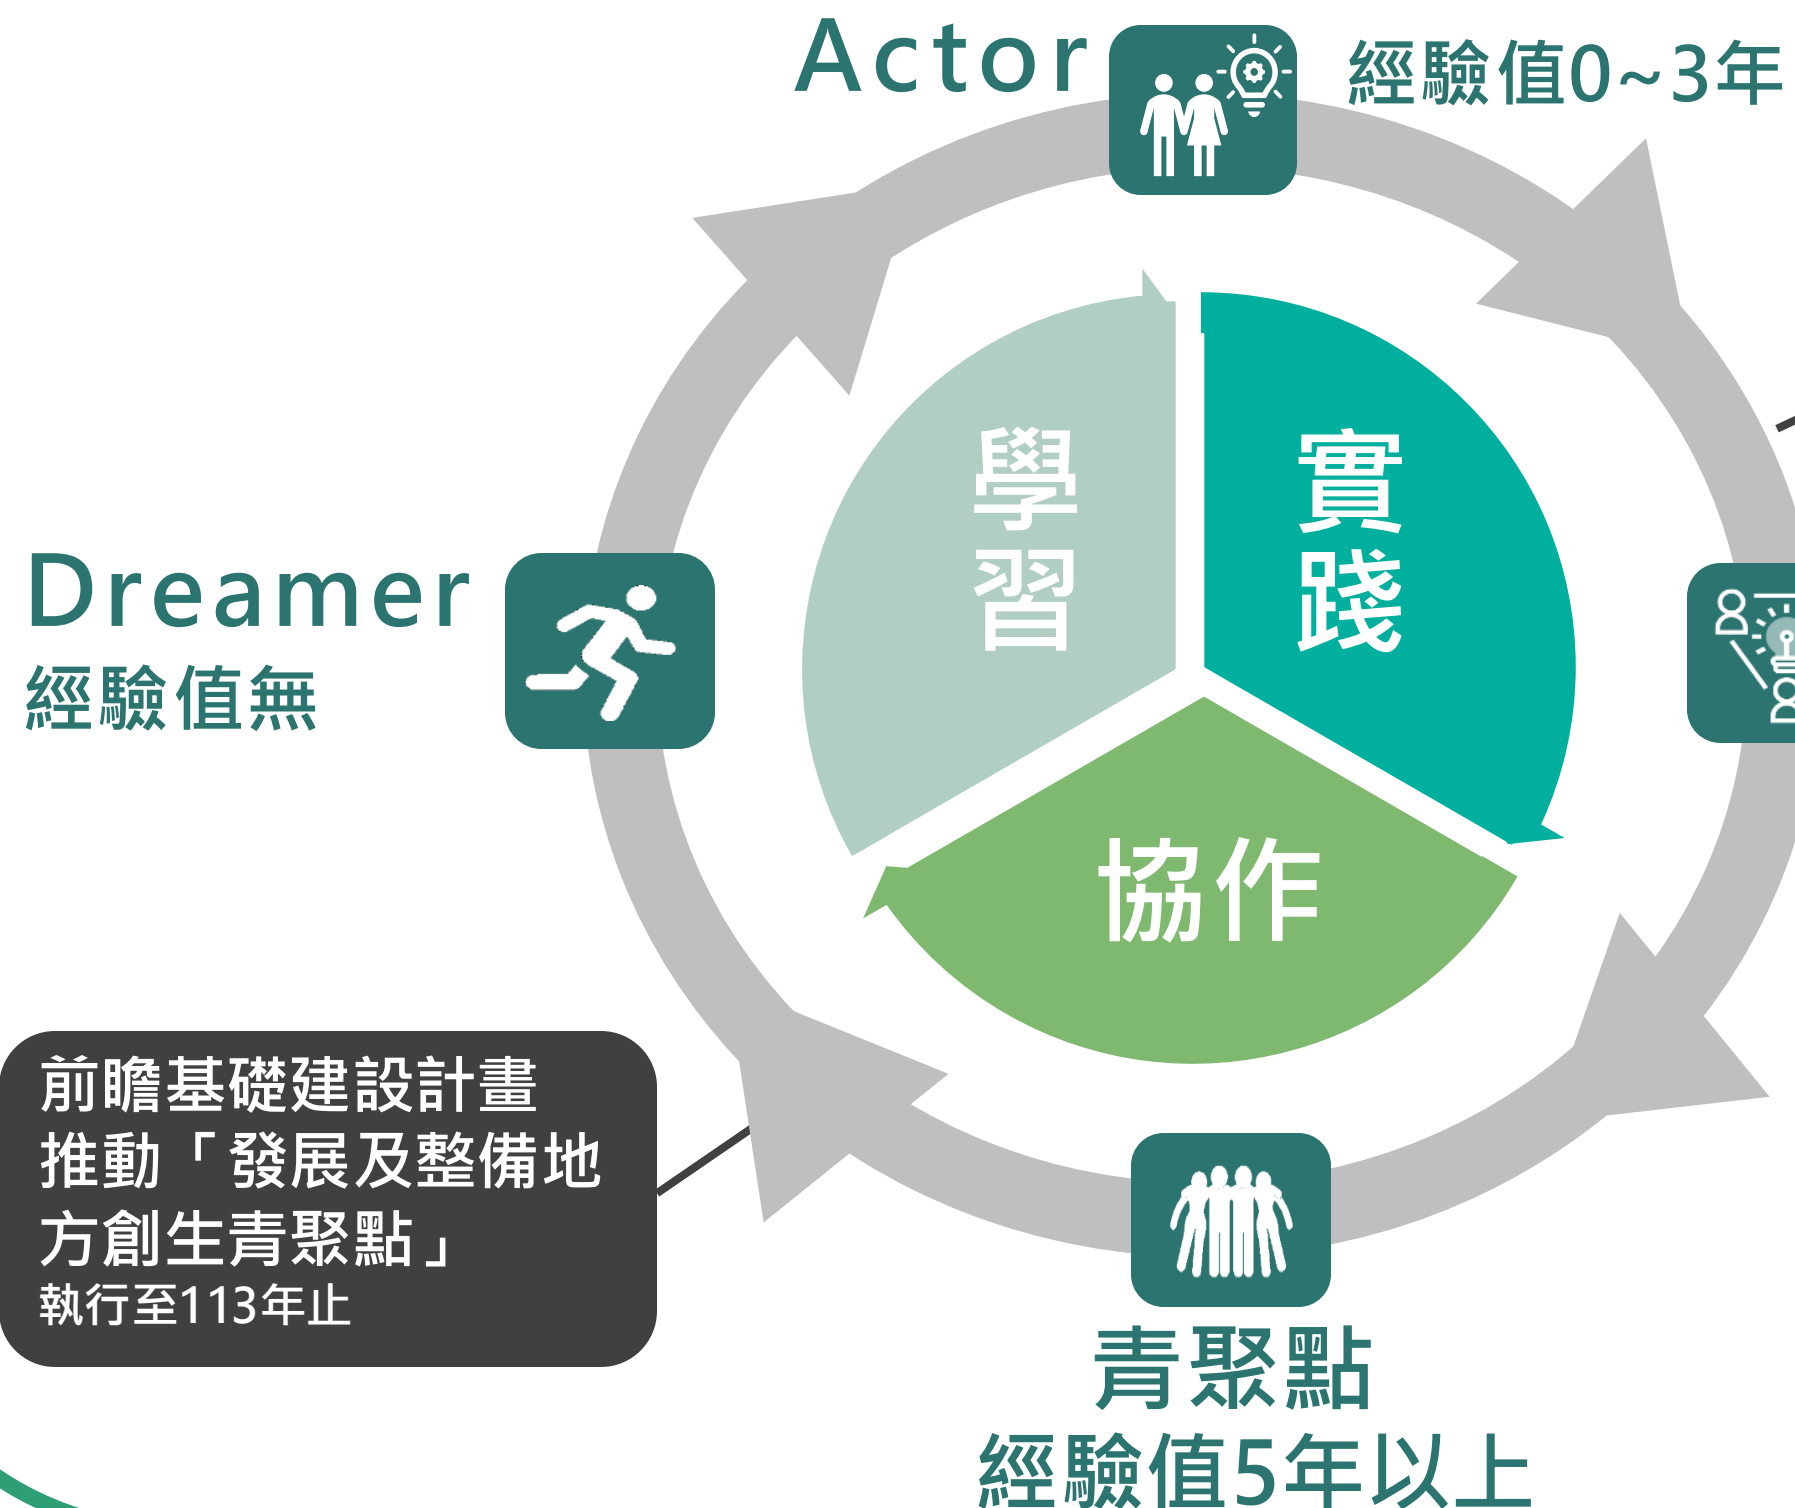 Actor
經驗值0~3年
學習
實踐
Dreamer
經驗值無
協作
前瞻基礎建設計畫
推動「發展及整備地
方創生青聚點」
執行至113年止
青聚點
經驗值5年以上